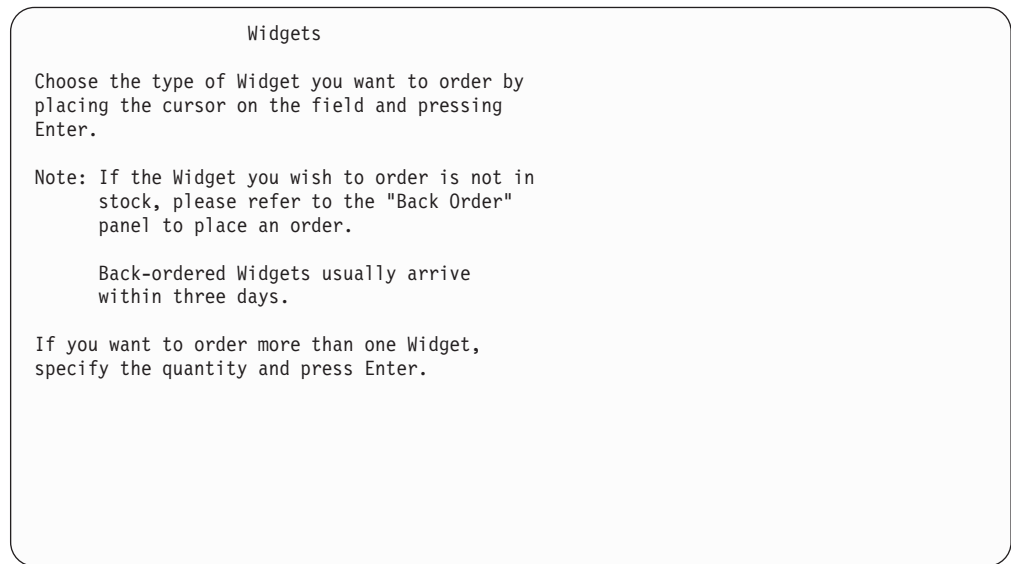 Widgets
Choose the type of Widget you want to order by
placing the cursor on the field and pressing
Enter.
Note: If the Widget you wish to order is not in
stock, please refer to the "Back Order"
panel to place an order.
Back-ordered Widgets usually arrive
within three days.
If you want to order more than one Widget,
specify the quantity and press Enter.